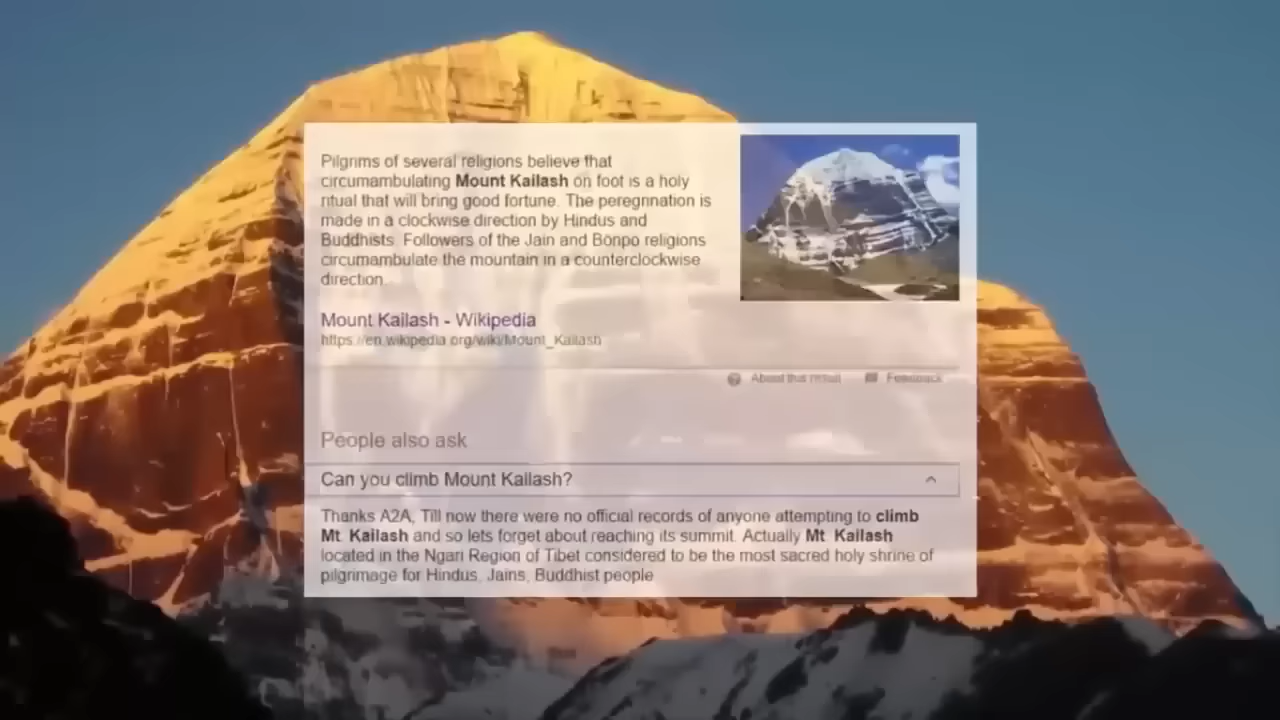 Pilgrims of several religions believe that
circumambulating Mount Kailash on foot is a holy
ritual that will bring good fortune. The peregrination is
made in a clockwise direction by Hindus and
Buddhists. Followers of the Jain and Bönpo religions
circumambulate the mountain in a counterclockwise
direction.
Mount Kailash - Wikipedia
https://en.wikipedia.org/wiki/Mount_Kailash
About this result
Feedback
People also ask
Can you climb Mount Kailash?
Thanks A2A, Till now there were no official records of anyone attempting to climb
Mt. Kailash and so lets forget about reaching its summit. Actually Mt. Kailash
located in the Ngari Region of Tibet considered to be the most sacred holy shrine of
pilgrimage for Hindus, Jains, Buddhist people